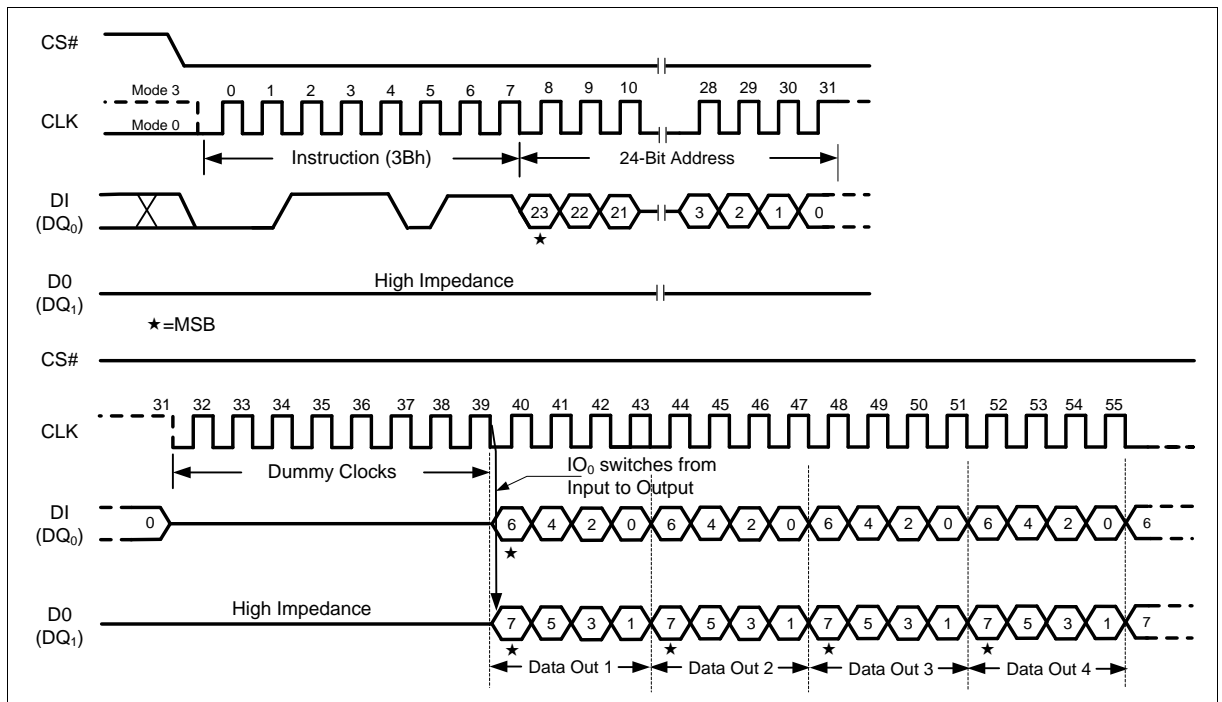 CS#
Mode 3 0 1 2 3 4 5 6 7 8 9 10 28 29 30 31
CLK Mode 0
Instruction (3Bh) 24-Bit Address
DI
(DQ0) 23 22 21 3 2 1 0
★
D0
(DQ1) High Impedance
★=MSB
CS#
31 32 33 34 35 36 37 38 39 40 41 42 43 44 45 46 47 48 49 50 51 52 53 54 55
CLK
Dummy Clocks
IO0 switches from
Input to Output
DI
(DQ0) 0 6 4 2 0 6 4 2 0 6 4 2 0 6 4 2 0 6
★
D0
(DQ1) High Impedance 7 5 3 1 7 5 3 1 7 5 3 1 7 5 3 1 7
★ ★ ★ ★
Data Out 1 Data Out 2 Data Out 3 Data Out 4